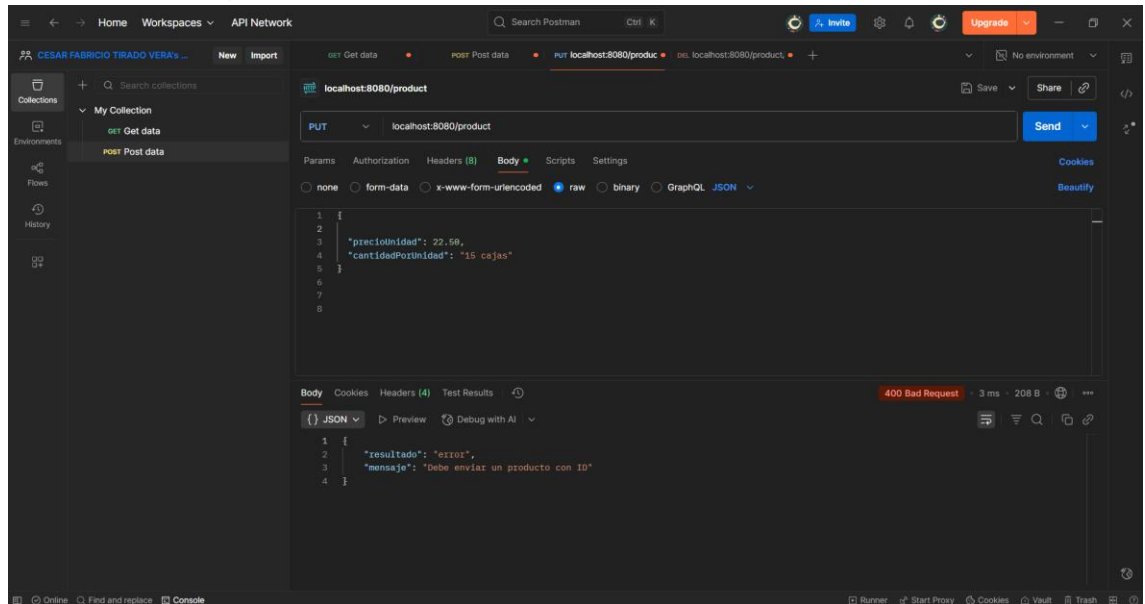 Home Workspaces API Network Search Postman Ctrl K Invite Upgrade
CESAR FABRICIO TIRADO VERA's ... New Import GET Get data POST Post data PUT localhost:8080/produc DEL localhost:8080/product, No environment
Collections Search collections HTTP localhost:8080/product Save Share
My Collection
GET Get data PUT localhost:8080/product Send
Environments
POST Post data
Params Authorization Headers (8) Body Scripts Settings Cookies
Flows
none form-data x-www-form-urlencoded raw binary GraphQL JSON Beautify
History
1 {
2
3 "precioUnidad": 22.50,
4 "cantidadPorUnidad": "15 cajas"
5 }
6
7
8
Body Cookies Headers (4) Test Results 400 Bad Request 3 ms 208 B
{} JSON Preview Debug with AI
1 {
2 "resultado": "error",
3 "mensaje": "Debe enviar un producto con ID"
4 }
Online Find and replace Console Runner Start Proxy Cookies Vault Trash